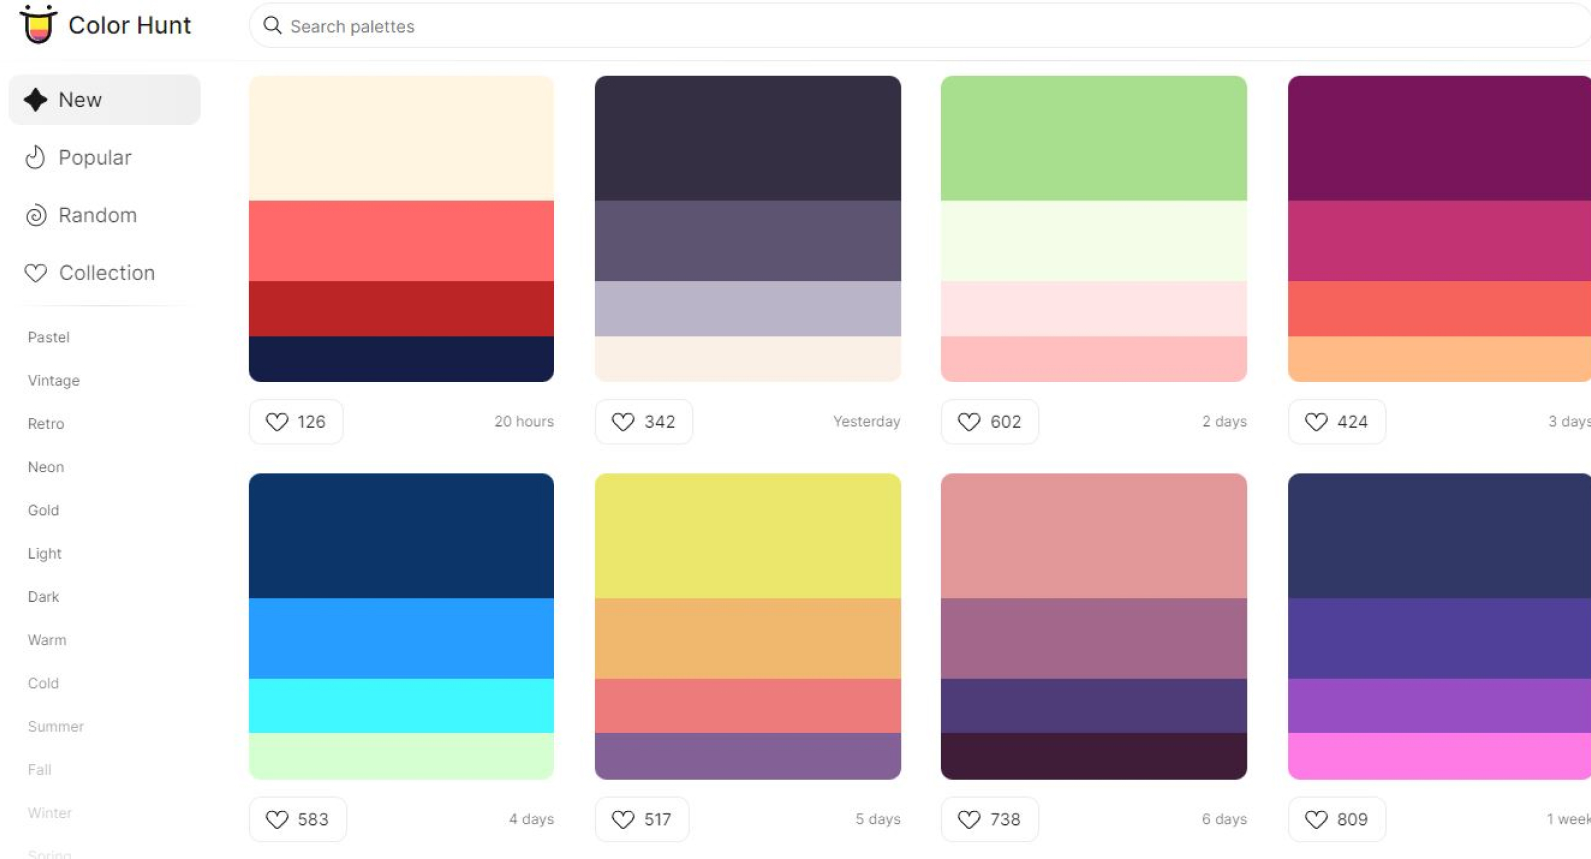 Color Hunt
Search palettes
New
Popular
Random
Collection
Pastel
Vintage
Retro
Neon
Gold
Light
Dark
Warm
Cold
Summer
Fall
Winter
Spring
126
20 hours
342
Yesterday
602
2 days
424
3 days
583
4 days
517
5 days
738
6 days
809
1 week